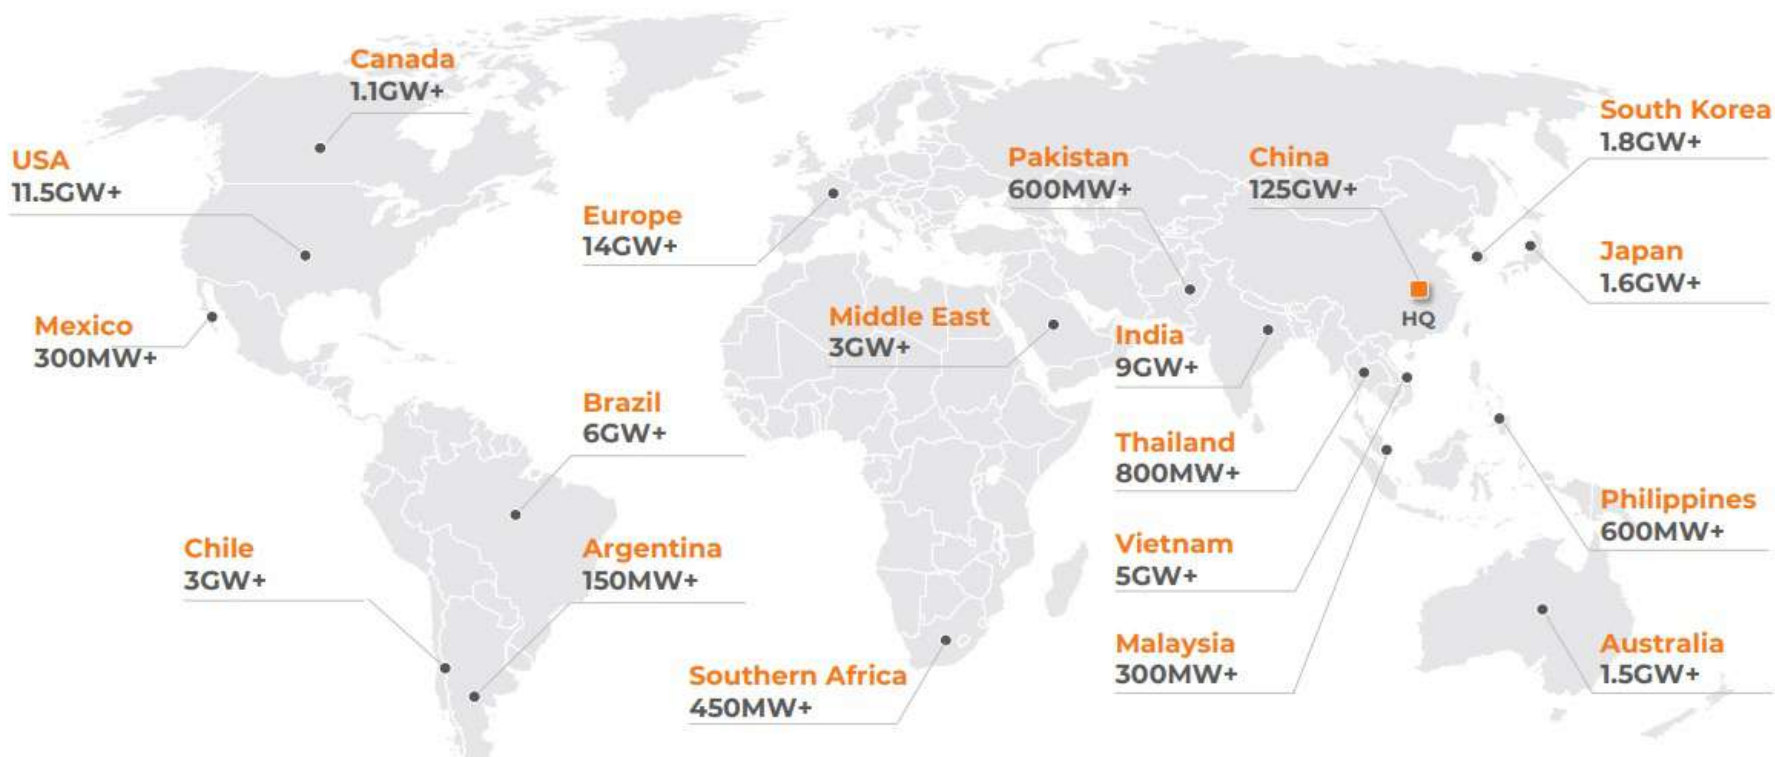 Canada
1.1GW+
USA
11.5GW+
Mexico
300MW+
Europe
14GW+
Pakistan
600MW+
China
125GW+
HQ
South Korea
1.8GW+
Japan
1.6GW+
Middle East
3GW+
India
9GW+
Brazil
6GW+
Thailand
800MW+
Chile
3GW+
Argentina
150MW+
Vietnam
5GW+
Philippines
600MW+
Southern Africa
450MW+
Malaysia
300MW+
Australia
1.5GW+